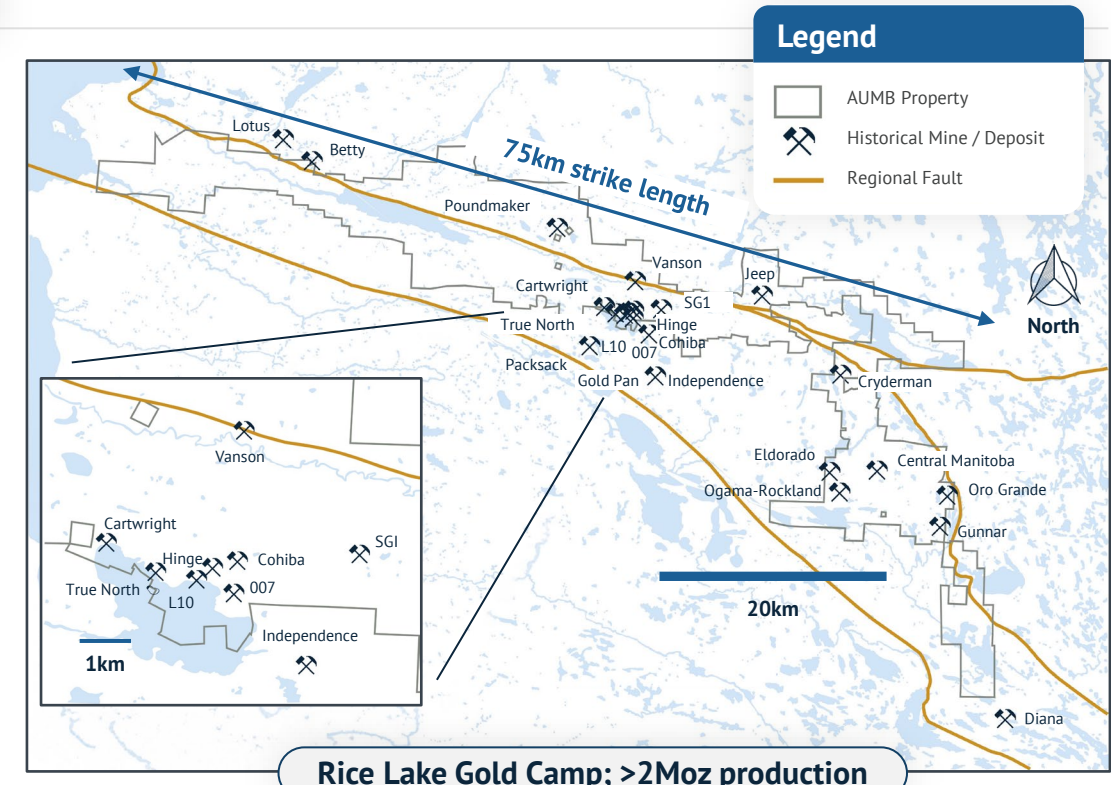 Legend
AUMB Property
Historical Mine / Deposit
Regional Fault
75km strike length
Lotus
Betty
Poundmaker
Vanson
Jeep
Cartwright
SG1
True North
Hinge
L10
007
Cohiba
Packsack
Gold Pan
Independence
North
Cryderman
Eldorado
Central Manitoba
Ogama-Rockland
Oro Grande
Gunnar
20km
Diana
Vanson
Cartwright
SGI
Hinge
Cohiba
True North
007
L10
Independence
1km
Rice Lake Gold Camp; >2Moz production